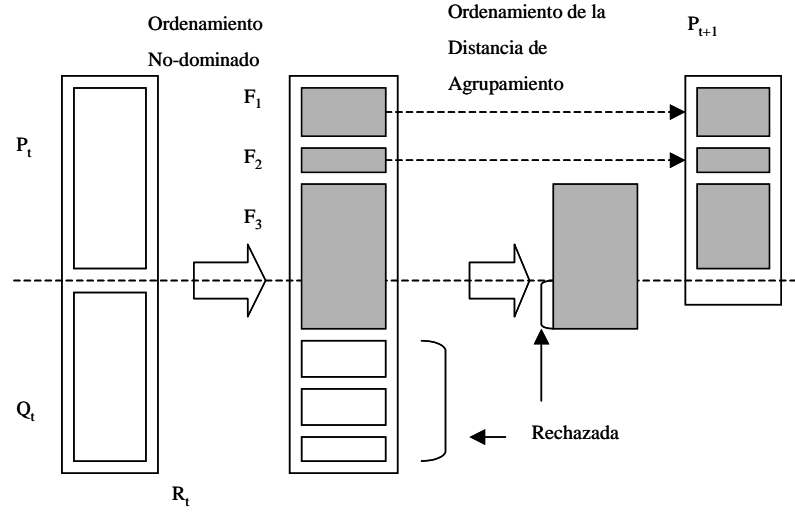 Ordenamiento
No-dominado
Ordenamiento de la
Distancia de
Agrupamiento
P_{t+1}
F_1
P_t
F_2
F_3
Q_t
Rechazada
R_t